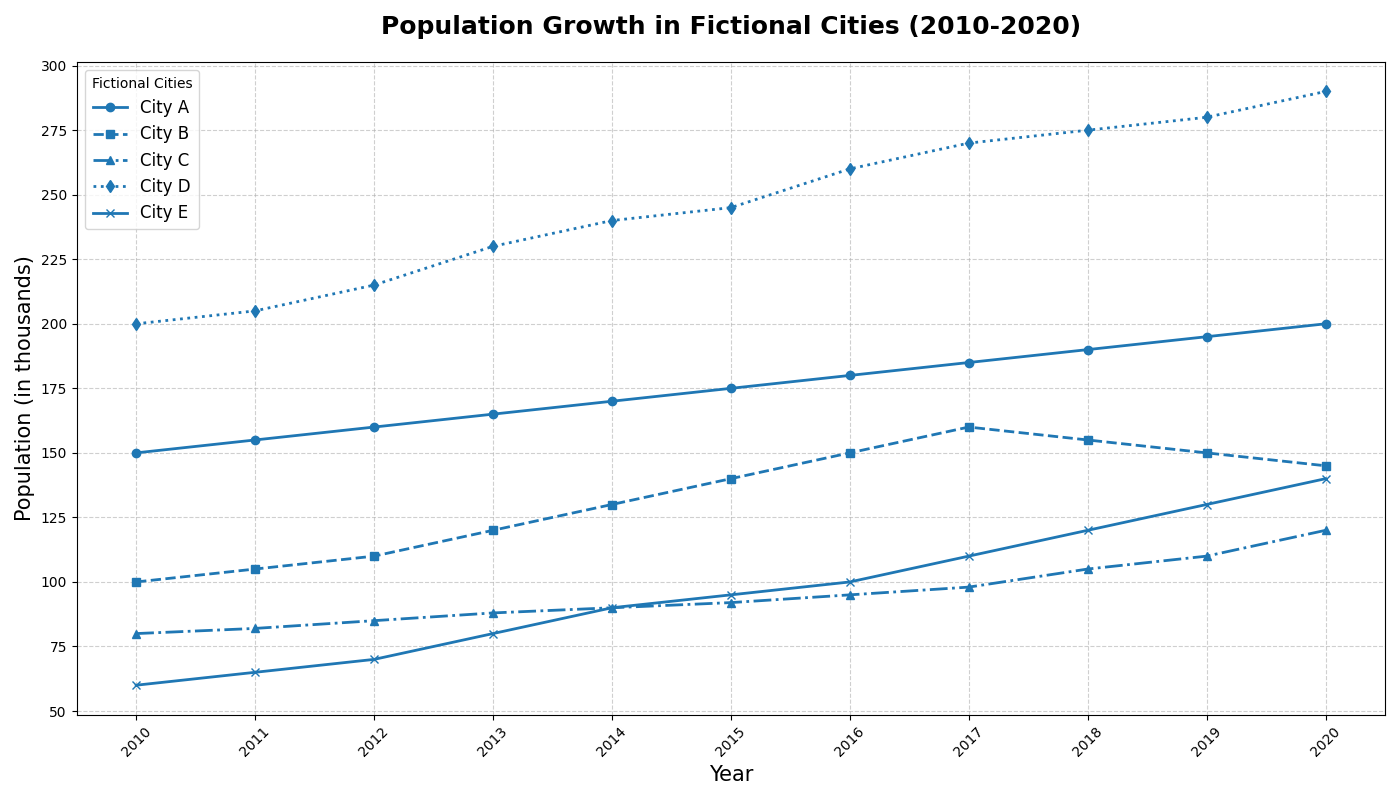 Population Growth in Fictional Cities (2010-2020)
300
275
250
225
200
175
150
125
100
75
50
Population (in thousands)
Fictional Cities
City A
City B
City C
City D
City E
2010
2011
2012
2013
2014
2015
2016
2017
2018
2019
2020
Year